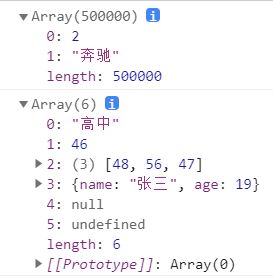 ▼Array(500000) i
0: 2
1: "奔驰"
length: 500000
▼Array(6) i
0: "高中"
1: 46
▶2: (3) [48, 56, 47]
▶3: {name: "张三", age: 19}
4: null
5: undefined
length: 6
▶[[Prototype]]: Array(0)